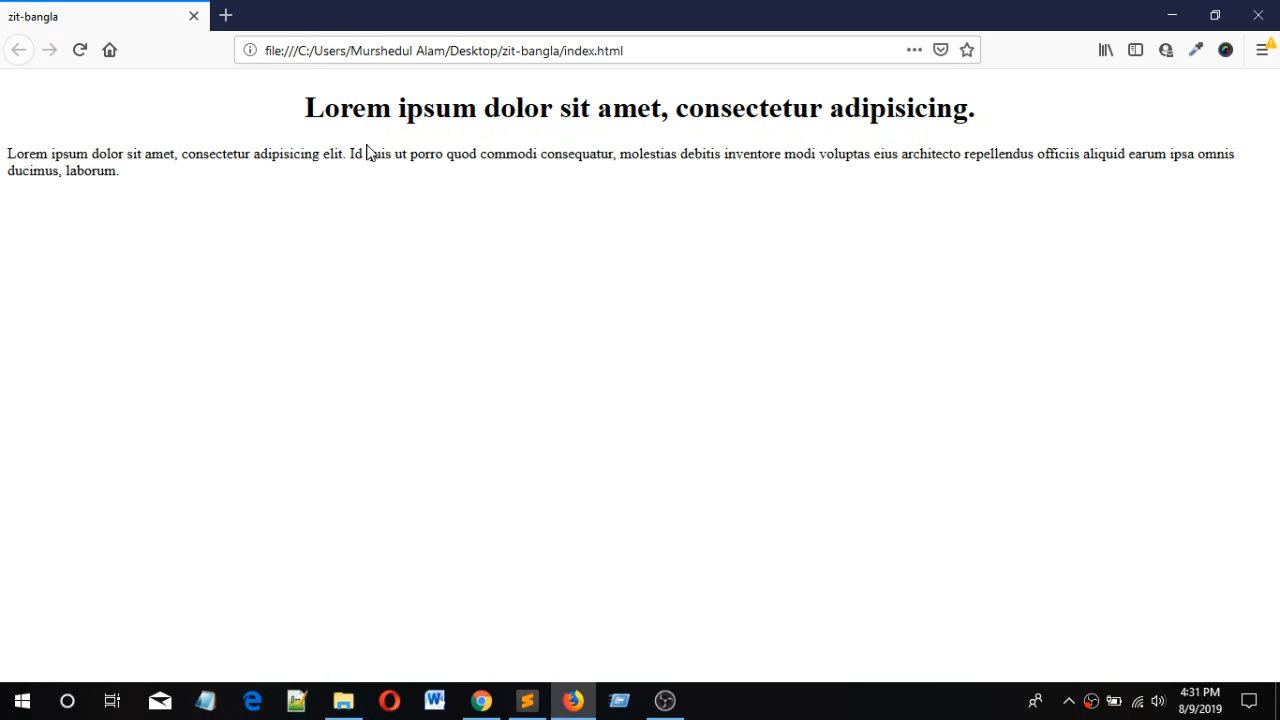 zit-bangla
file:///C:/Users/Murshedul Alam/Desktop/zit-bangla/index.html
Lorem ipsum dolor sit amet, consectetur adipisicing.
Lorem ipsum dolor sit amet, consectetur adipisicing elit. Id ut porro quod commodi consequatur, molestias debitis inventore modi voluptas eius architecto repellendus officiis aliquid earum ipsa omnis
ducimus, laborum.
4:31 PM
8/9/2019